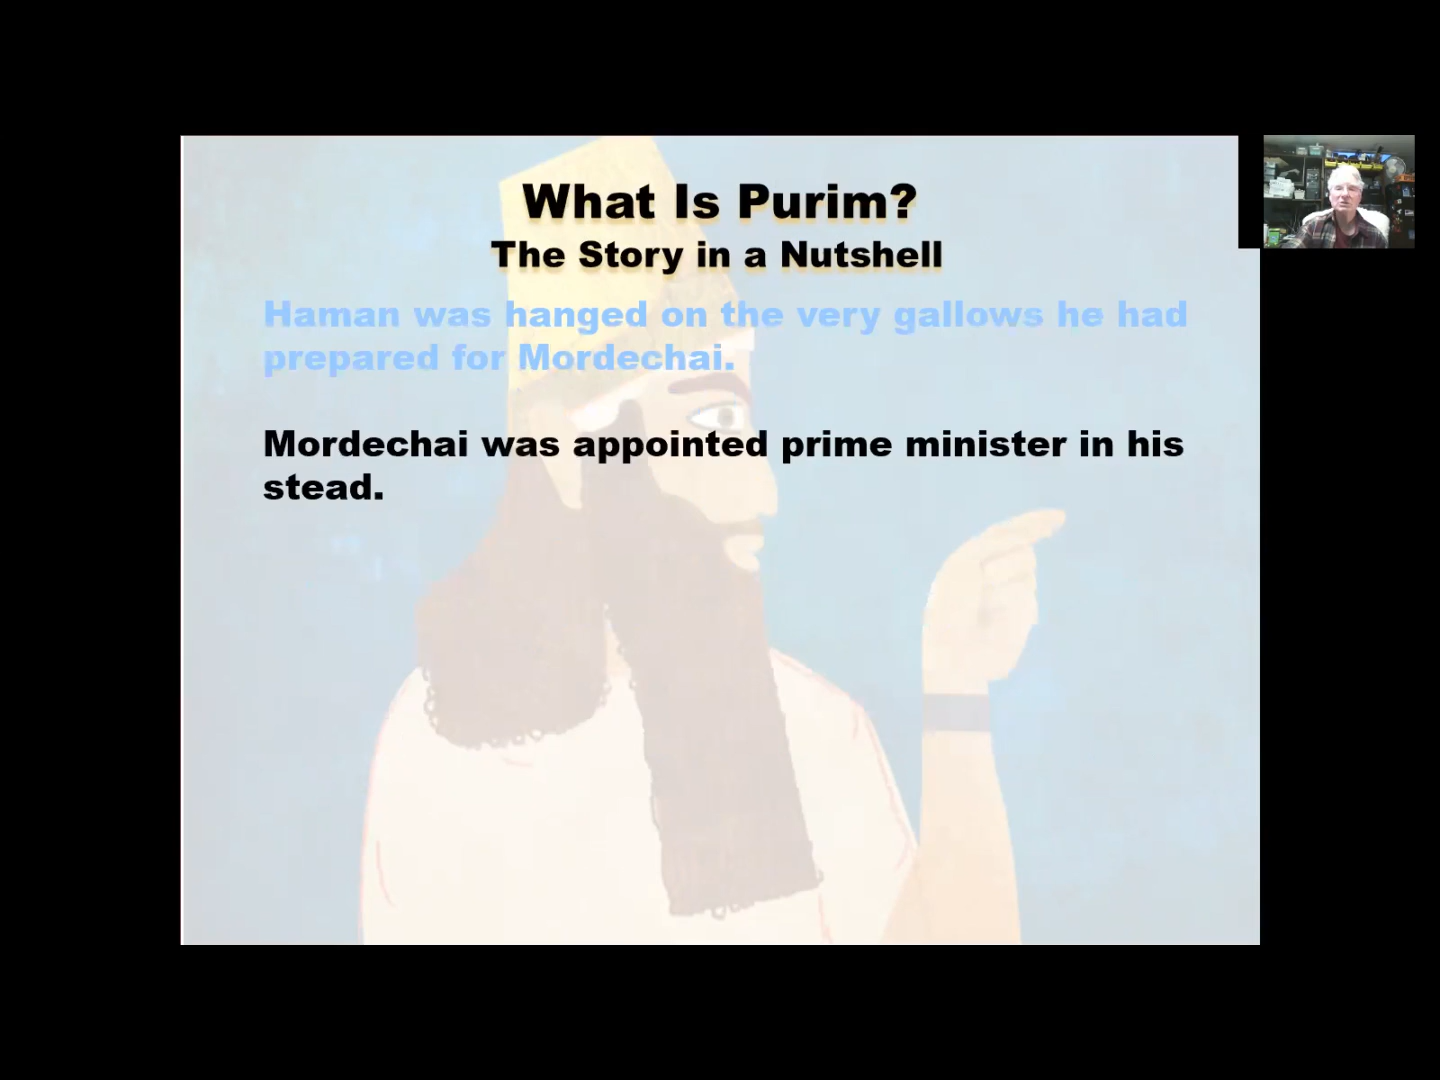 What Is Purim?
The Story in a Nutshell
Haman was hanged on the very gallows he had
prepared for Mordechai.
Mordechai was appointed prime minister in his
stead.